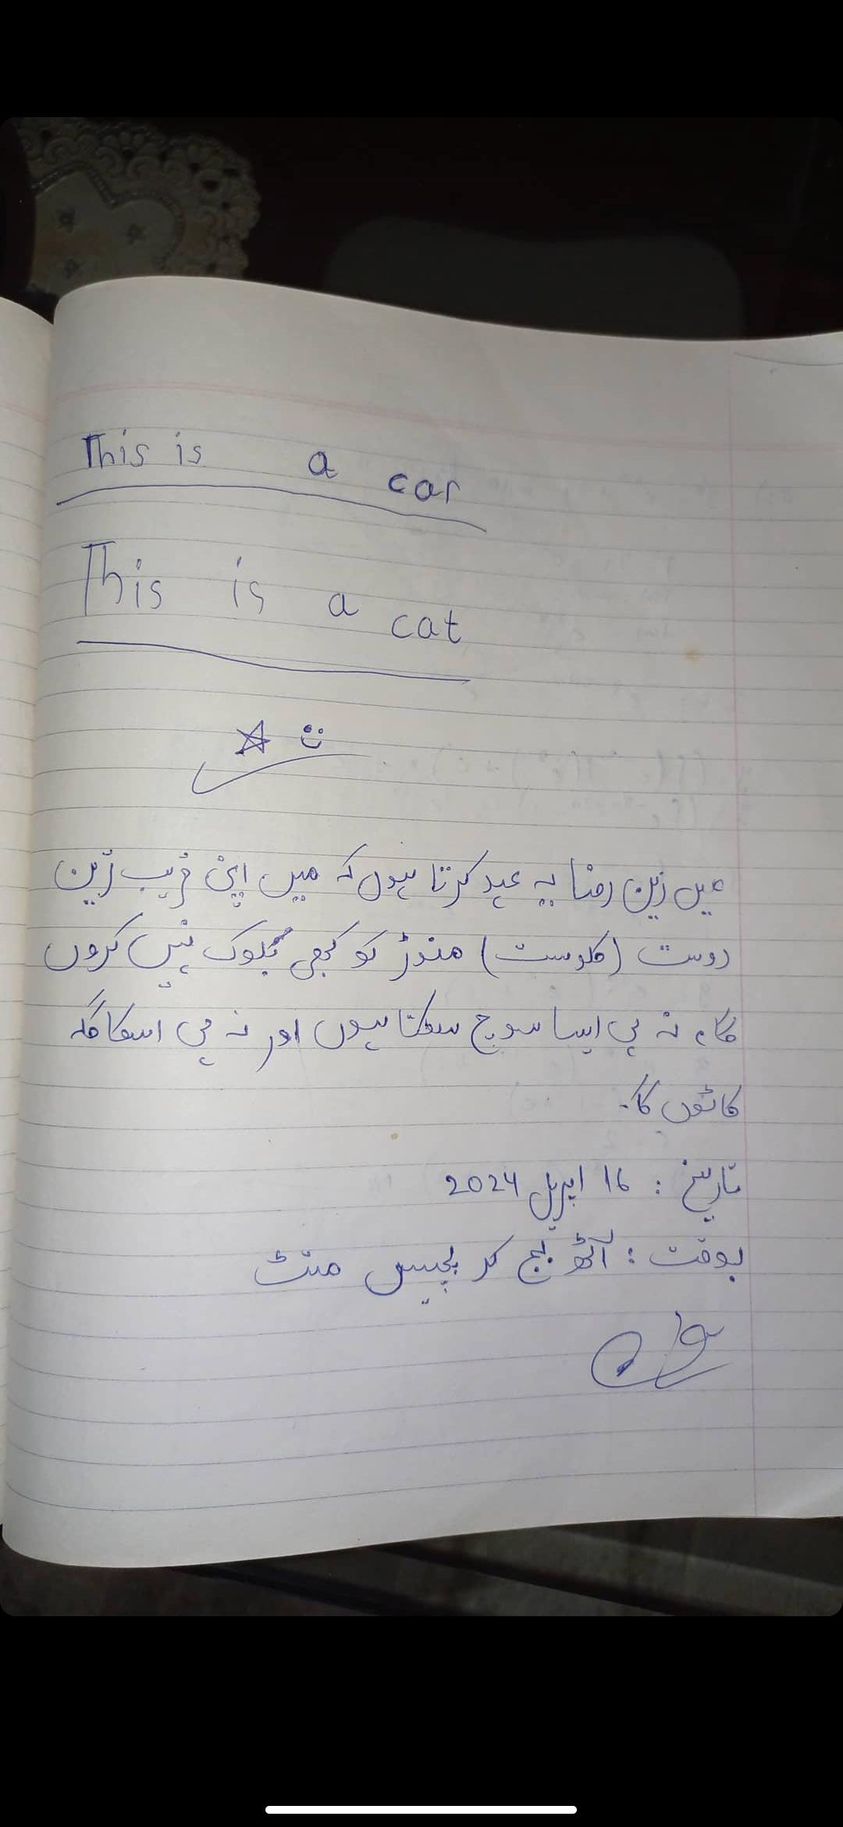 This is a car
This is a cat
میں زین رضا یہ عہد کرتا ہوں کہ میں اپنی قریب ترین
دوست (کلوسٹ) منوڑ کو کبھی بلوک نہیں کروں
گا، نہ ہی ایسا سوچ سکتا ہوں اور نہ ہی اسکا گلہ
کاٹوں گا۔
تاریخ : 16 اپریل 2024
بوقت : آٹھ بج کر پچیس منٹ